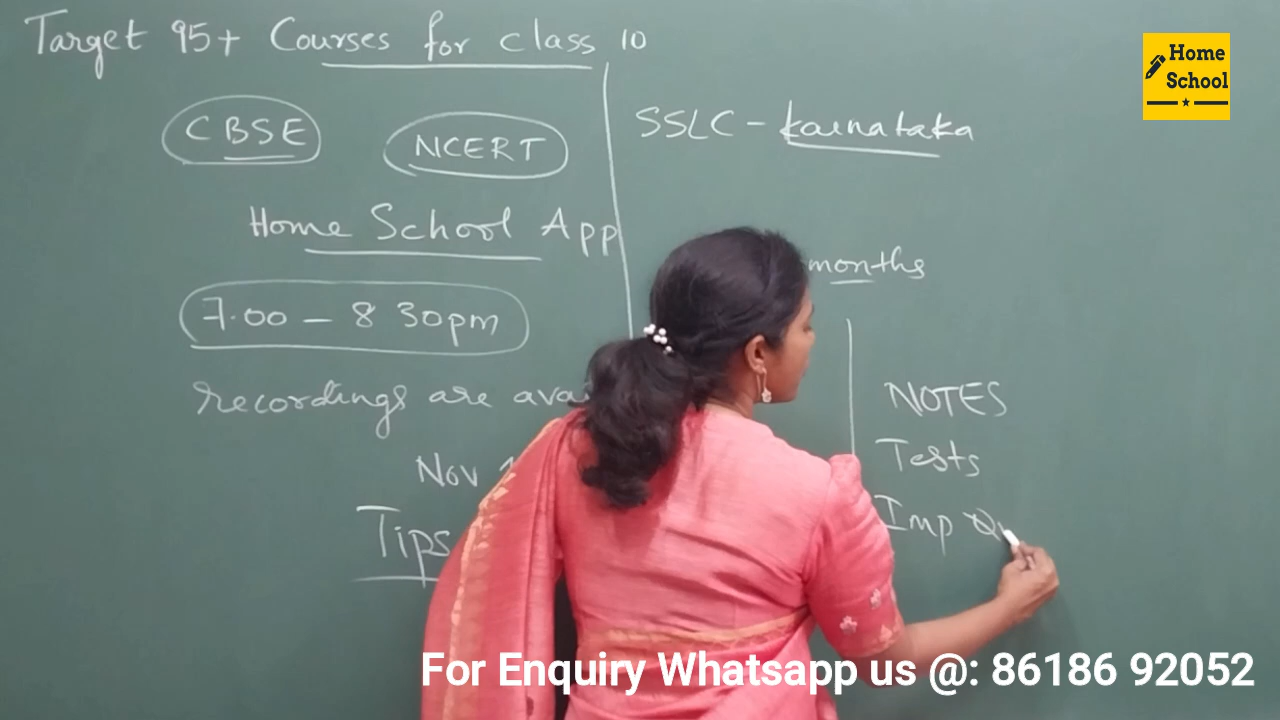 Target 95+ Courses for class 10
CBSE
NCERT
Home School App
7.00 - 8 30pm
recordings are
Nov
Tips
SSLC - Karnataka
months
NOTES
Tests
Imp
Home
School
For Enquiry Whatsapp us @: 86186 92052